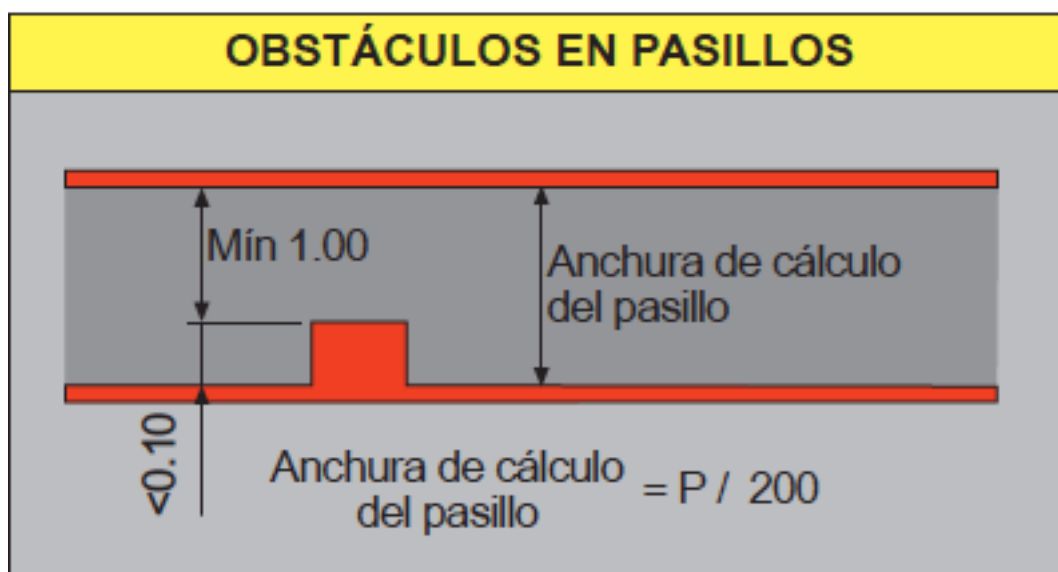 OBSTÁCULOS EN PASILLOS
Mín 1.00
Anchura de cálculo
del pasillo
<0.10
Anchura de cálculo
del pasillo
= P / 200